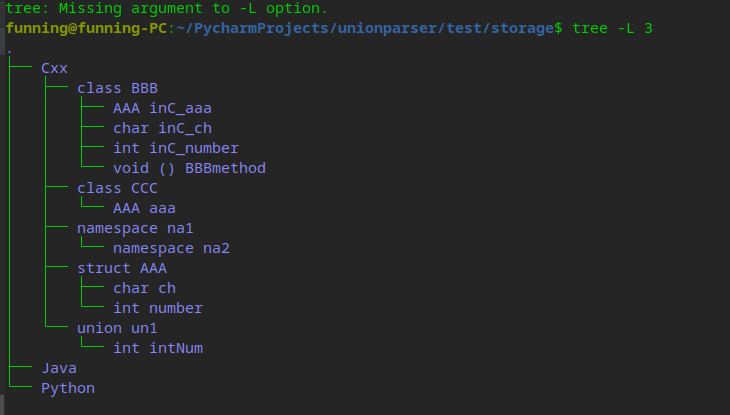 tree: Missing argument to -L option.
funning@funning-PC:~/PycharmProjects/unionparser/test/storage$ tree -L 3
.
├── Cxx
│   ├── class BBB
│   │   ├── AAA inC_aaa
│   │   ├── char inC_ch
│   │   ├── int inC_number
│   │   └── void () BBBmethod
│   ├── class CCC
│   │   └── AAA aaa
│   ├── namespace na1
│   │   └── namespace na2
│   ├── struct AAA
│   │   ├── char ch
│   │   └── int number
│   └── union un1
│       └── int intNum
├── Java
└── Python